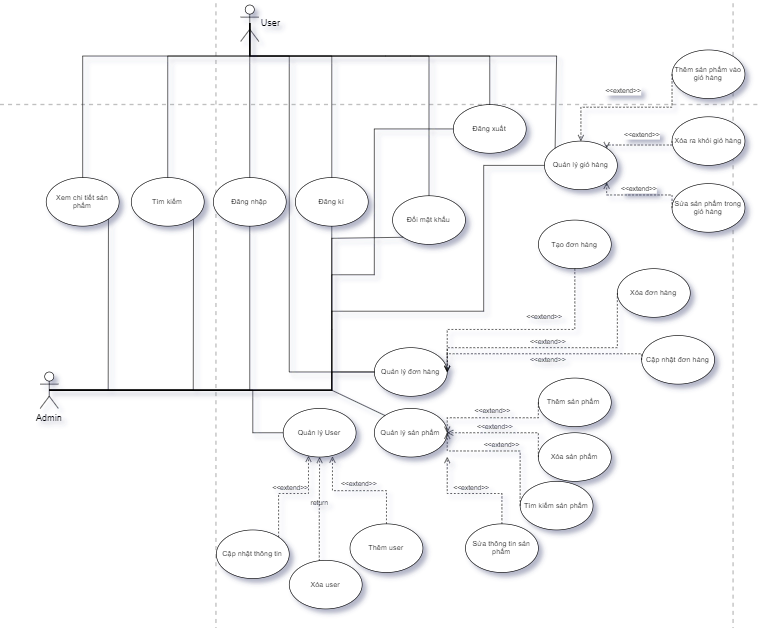 User
Thêm sản phẩm vào
giỏ hàng
<<extend>>
Đăng xuất
<<extend>>
Xóa ra khỏi giỏ hàng
Quản lý giỏ hàng
<<extend>>
Xem chi tiết sản
phẩm
Tìm kiếm
Đăng nhập
Đăng kí
Đổi mật khẩu
Sửa sản phẩm trong
giỏ hàng
Tạo đơn hàng
Xóa đơn hàng
<<extend>>
<<extend>>
<<extend>>
Cập nhật đơn hàng
Quản lý đơn hàng
Admin
Thêm sản phẩm
<<extend>>
<<extend>>
Quản lý User
Quản lý sản phẩm
<<extend>>
Xóa sản phẩm
<<extend>>
<<extend>>
<<extend>>
return
Tìm kiếm sản phẩm
Cập nhật thông tin
Thêm user
Sửa thông tin sản
phẩm
Xóa user